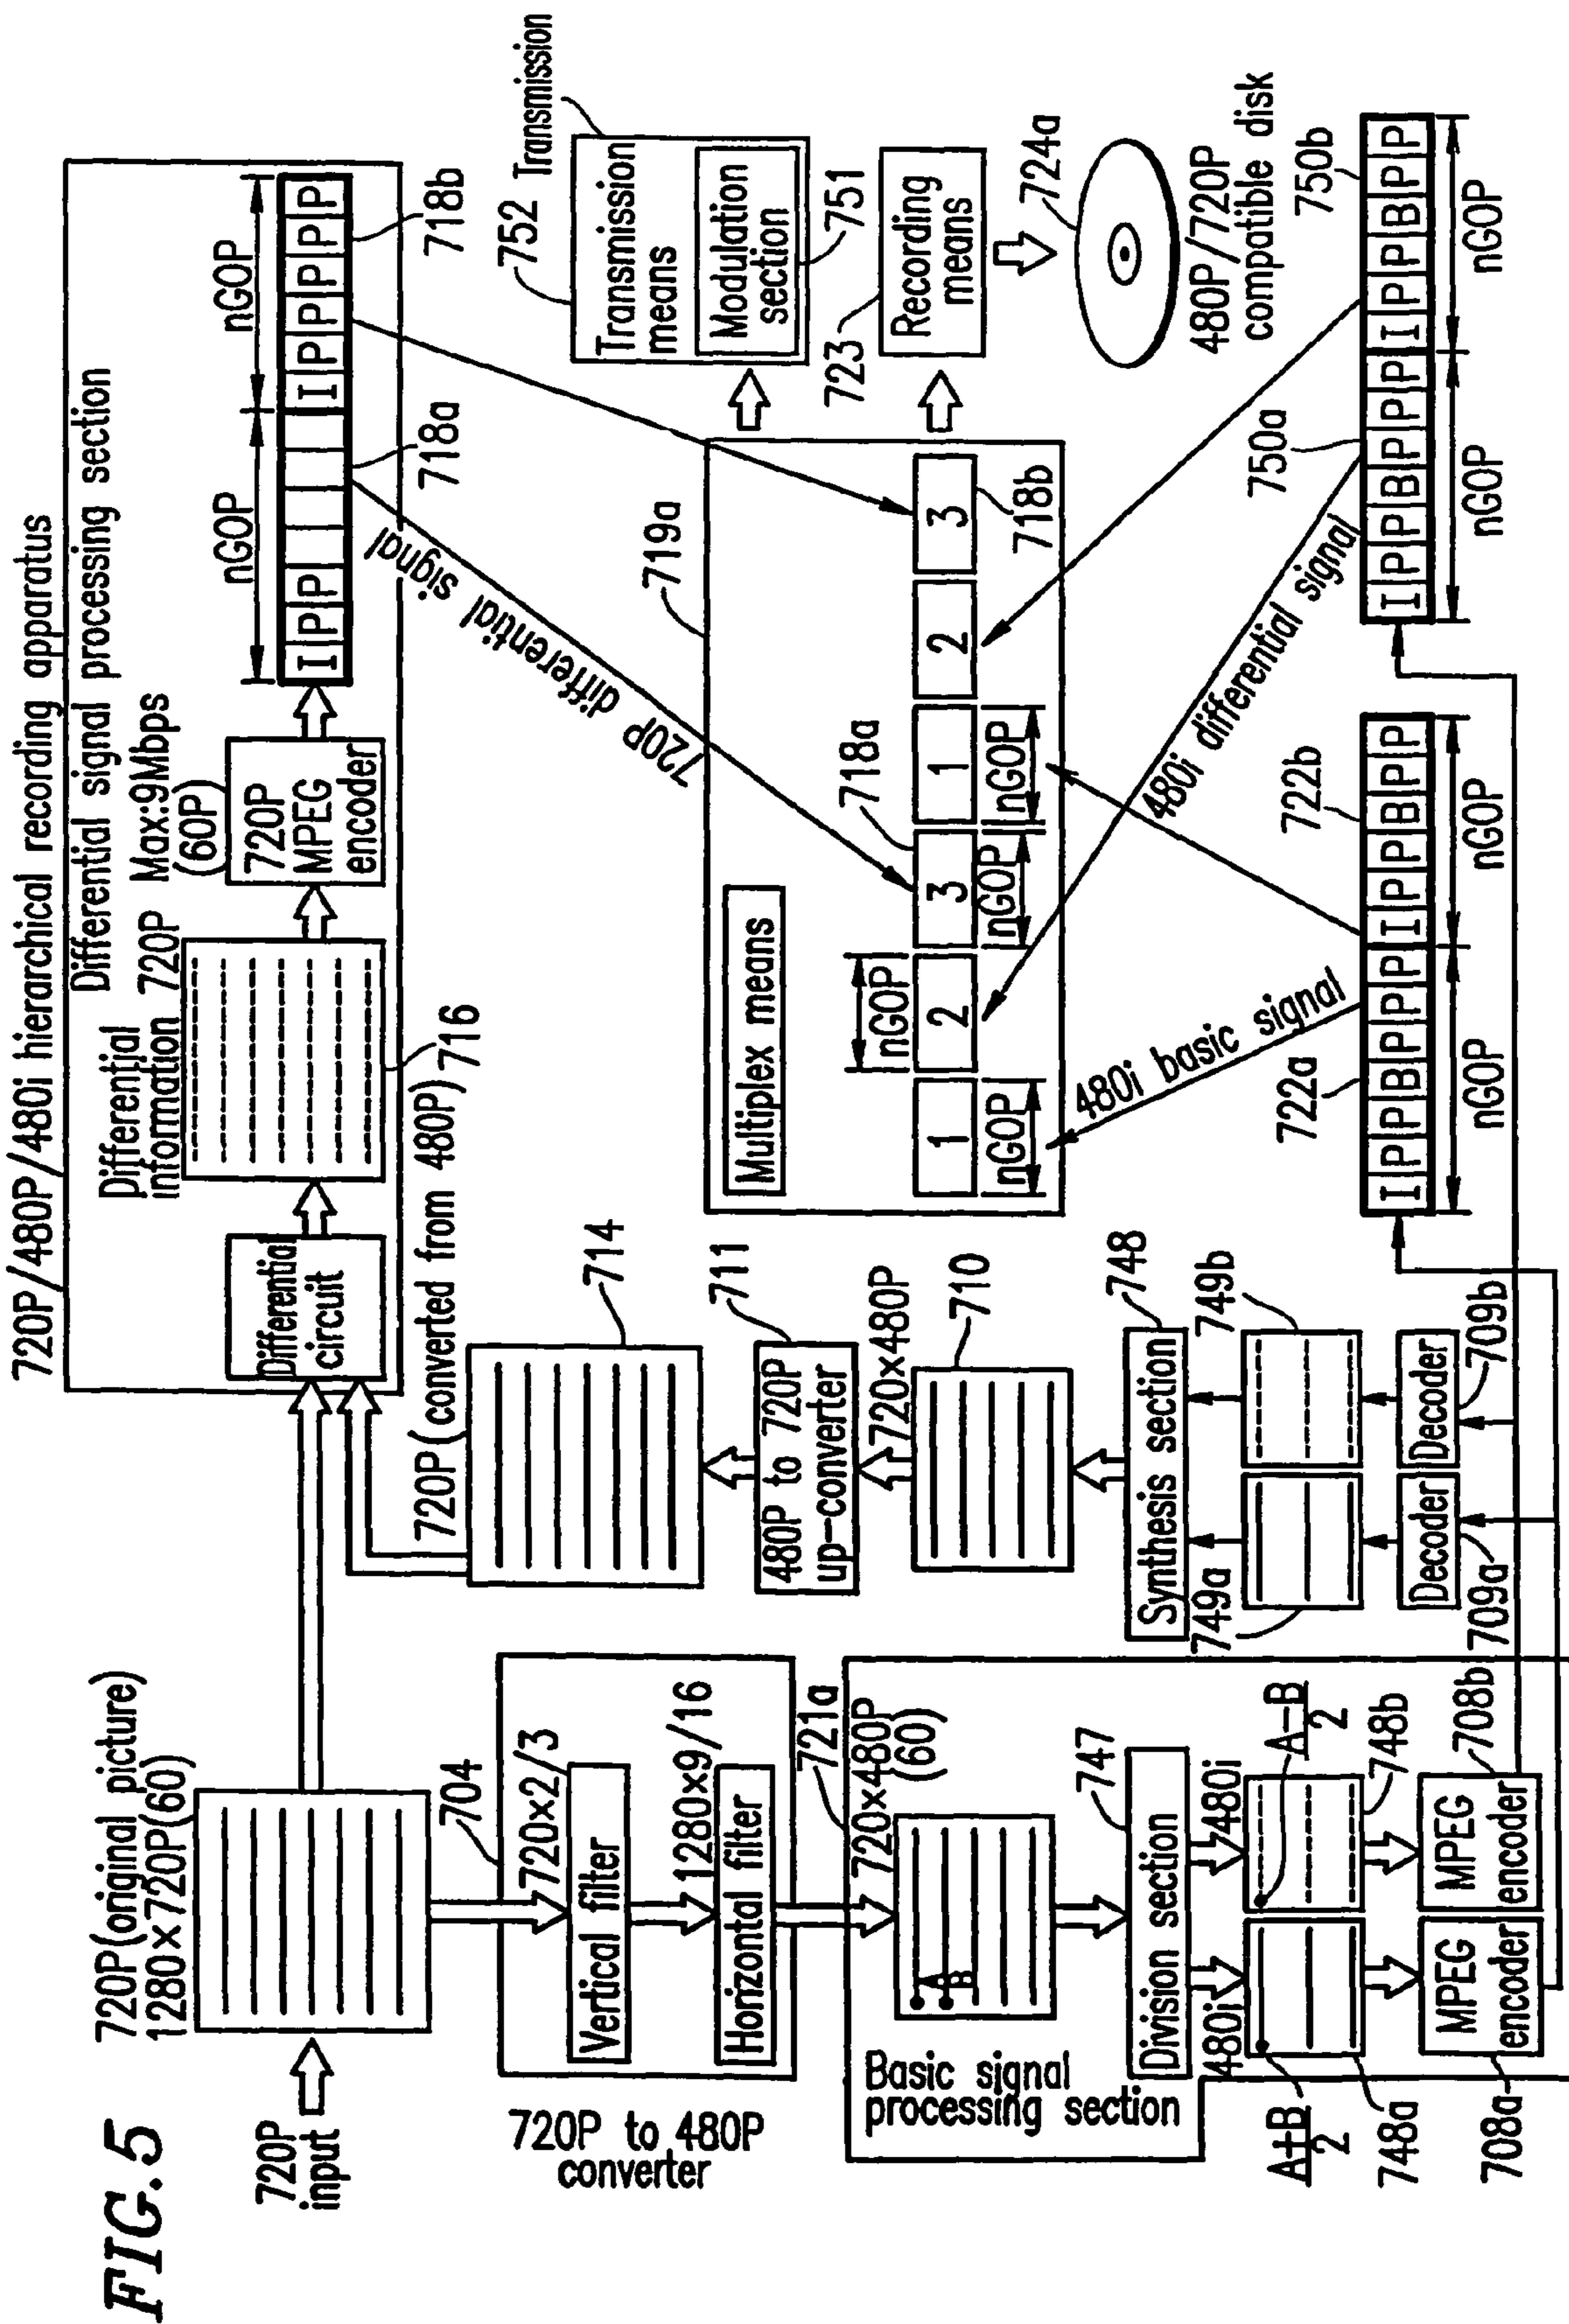 FIG.5
720P/480P/480i hierarchical recording apparatus
Differential signal processing section
720P
input
720P(original picture)
1280×720P(60)
Differential
circuit
Differential
information 720P
716
Max:9Mbps
(60P)
720P
MPEG
encoder
nGOP
nGOP
I P P
I P P P P P
718a
718b
720P differential signal
720P(converted from 480P)
714
711
480P to 720P
up-converter
720×480P
710
748
Synthesis section
749a
749b
Decoder
Decoder
709a
709b
704
720×2/3
Vertical filter
1280×9/16
Horizontal filter
720P to 480P
converter
721a
720×480P
(60)
A
B
Basic signal
processing section
747
Division section
480i
480i
A+B
2
A-B
2
748a
748b
MPEG
encoder
MPEG
encoder
708a
708b
719a
Multiplex means
1
2
3
1
2
3
718a
718b
nGOP
nGOP
nGOP
nGOP
480i basic signal
480i differential signal
752
Transmission
Transmission
means
Modulation
section
751
723
Recording
means
724a
480P/720P
compatible disk
722a
722b
I P P B P P P
I P P B P P
nGOP
nGOP
750a
750b
I P P B P P P
I P P B P P
nGOP
nGOP